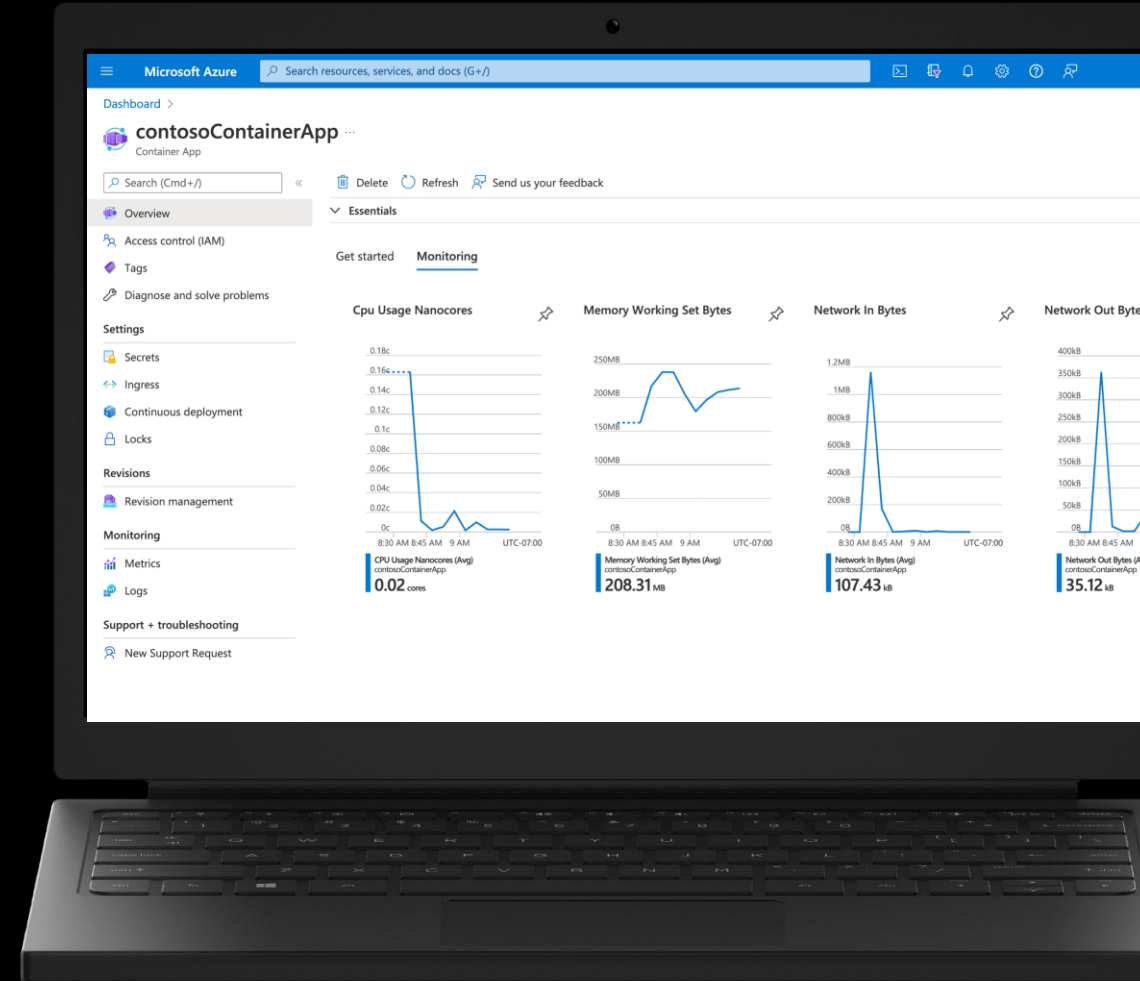 Microsoft Azure
Search resources, services, and docs (G+/)
Dashboard >
contosoContainerApp ...
Container App
Search (Cmd+/)
«
Delete
Refresh
Send us your feedback
Essentials
Overview
Access control (IAM)
Tags
Diagnose and solve problems
Settings
Secrets
Ingress
Continuous deployment
Locks
Revisions
Revision management
Monitoring
Metrics
Logs
Support + troubleshooting
New Support Request
Get started
Monitoring
Cpu Usage Nanocores
0.18c
0.16c
0.14c
0.12c
0.1c
0.08c
0.06c
0.04c
0.02c
0c
8:30 AM 8:45 AM 9 AM UTC-07:00
CPU Usage Nanocores (Avg)
contosoContainerApp
0.02 cores
Memory Working Set Bytes
250MB
200MB
150MB
100MB
50MB
0B
8:30 AM 8:45 AM 9 AM UTC-07:00
Memory Working Set Bytes (Avg)
contosoContainerApp
208.31 MB
Network In Bytes
1.2MB
1MB
800kB
600kB
400kB
200kB
0B
8:30 AM 8:45 AM 9 AM UTC-07:00
Network In Bytes (Avg)
contosoContainerApp
107.43 kB
Network Out Byte
400kB
350kB
300kB
250kB
200kB
150kB
100kB
50kB
0B
8:30 AM 8:45 AM
Network Out Bytes (A
contosoContainerApp
35.12 kB